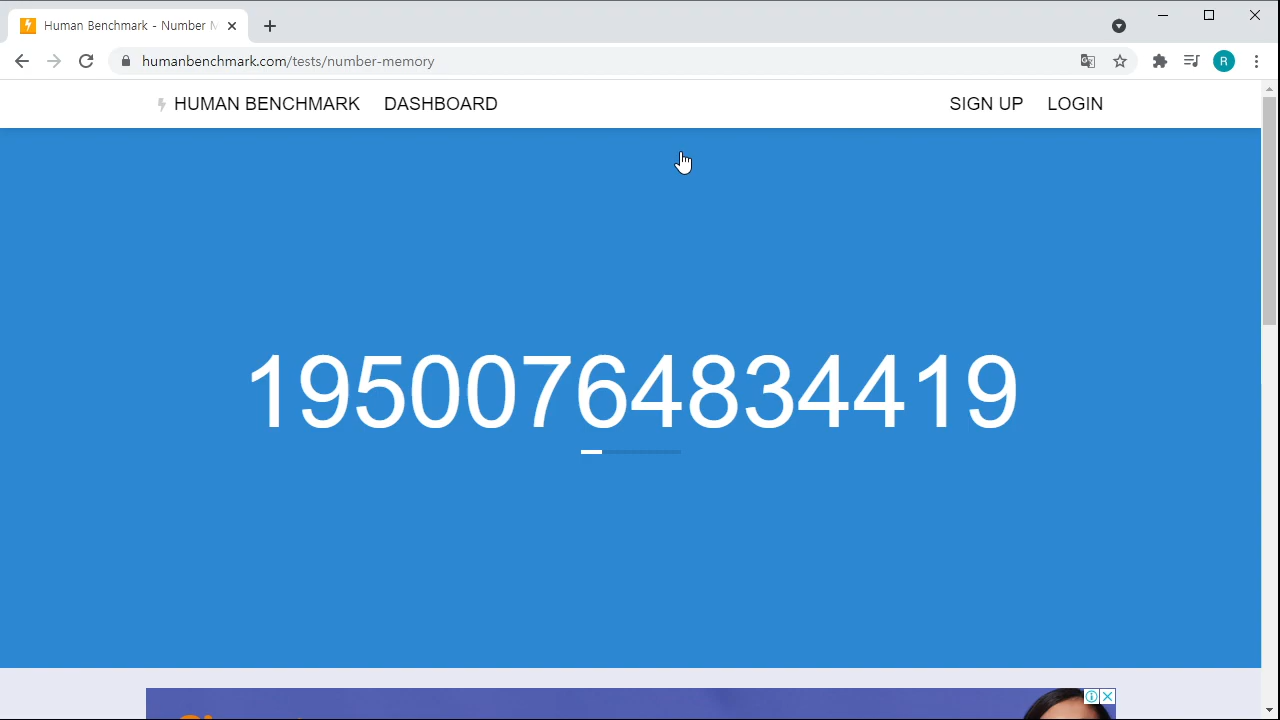 Human Benchmark - Number M
humanbenchmark.com/tests/number-memory
R
HUMAN BENCHMARK DASHBOARD SIGN UP LOGIN
19500764834419